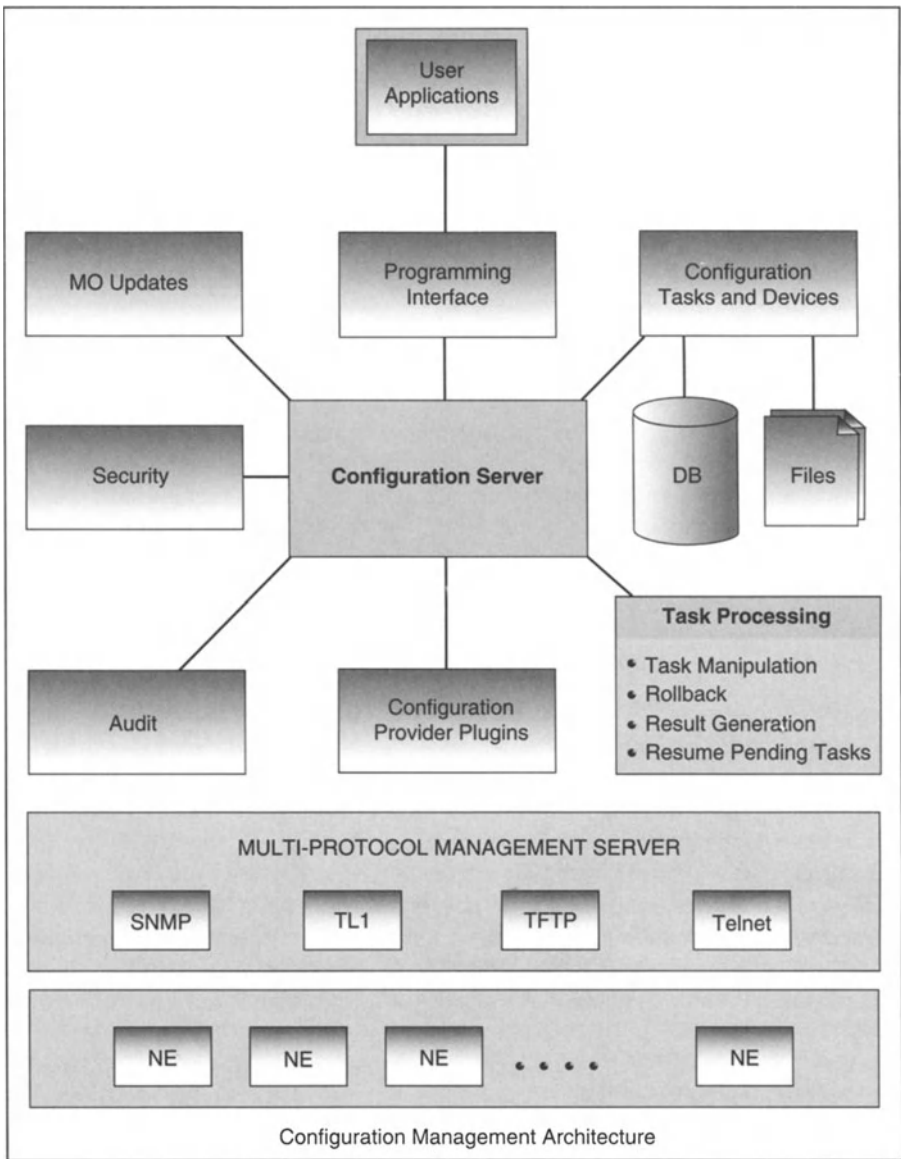 User
Applications
MO Updates
Programming
Interface
Configuration
Tasks and Devices
Security
Configuration Server
DB
Files
Audit
Configuration
Provider Plugins
Task Processing
• Task Manipulation
• Rollback
• Result Generation
• Resume Pending Tasks
MULTI-PROTOCOL MANAGEMENT SERVER
SNMP
TL1
TFTP
Telnet
NE
NE
NE
• • • •
NE
Configuration Management Architecture